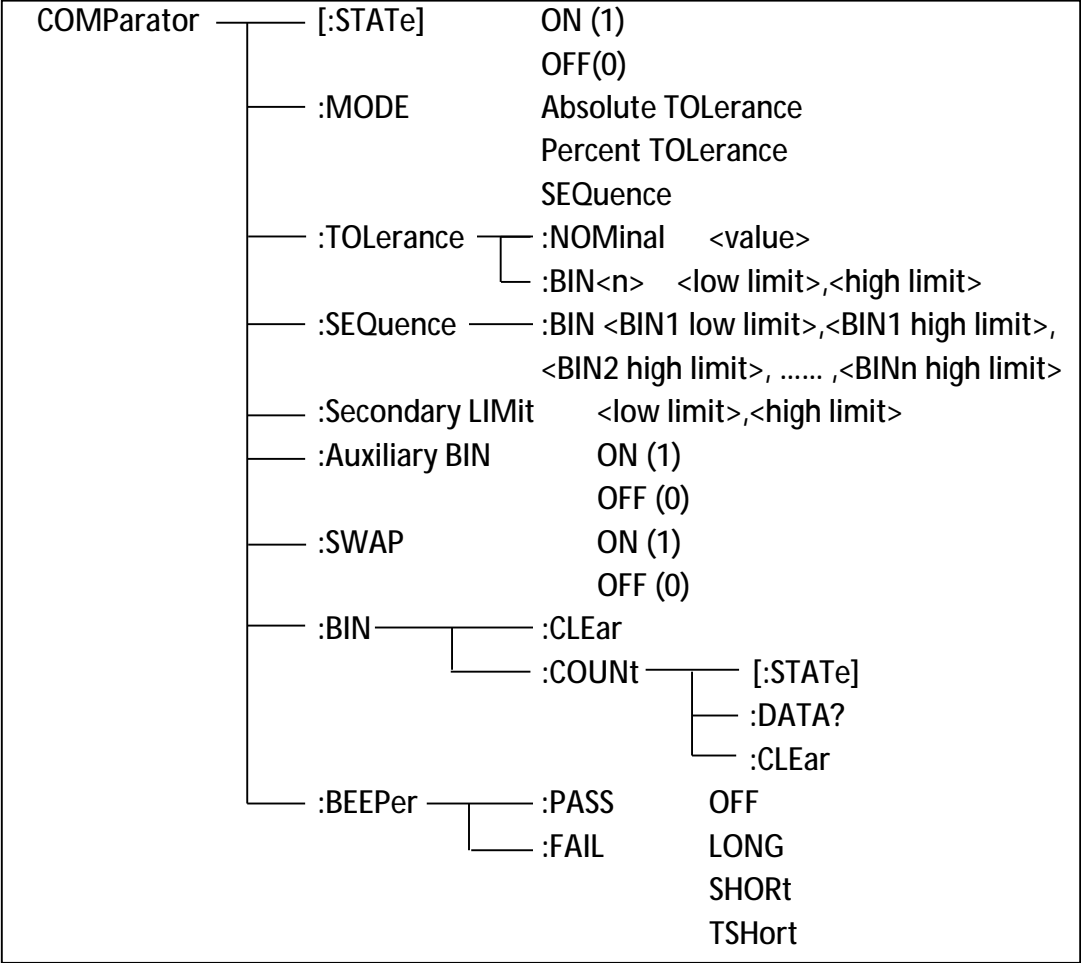 COMParator [:STATe] ON (1)
OFF(0)
:MODE Absolute TOLerance
Percent TOLerance
SEQuence
:TOLerance :NOMinal <value>
:BIN<n> <low limit>,<high limit>
:SEQuence :BIN <BIN1 low limit>,<BIN1 high limit>,
<BIN2 high limit>, ...... ,<BINn high limit>
:Secondary LIMit <low limit>,<high limit>
:Auxiliary BIN ON (1)
OFF (0)
:SWAP ON (1)
OFF (0)
:BIN :CLEar
:COUNt [:STATe]
:DATA?
:CLEar
:BEEPer :PASS OFF
:FAIL LONG
SHORt
TSHort